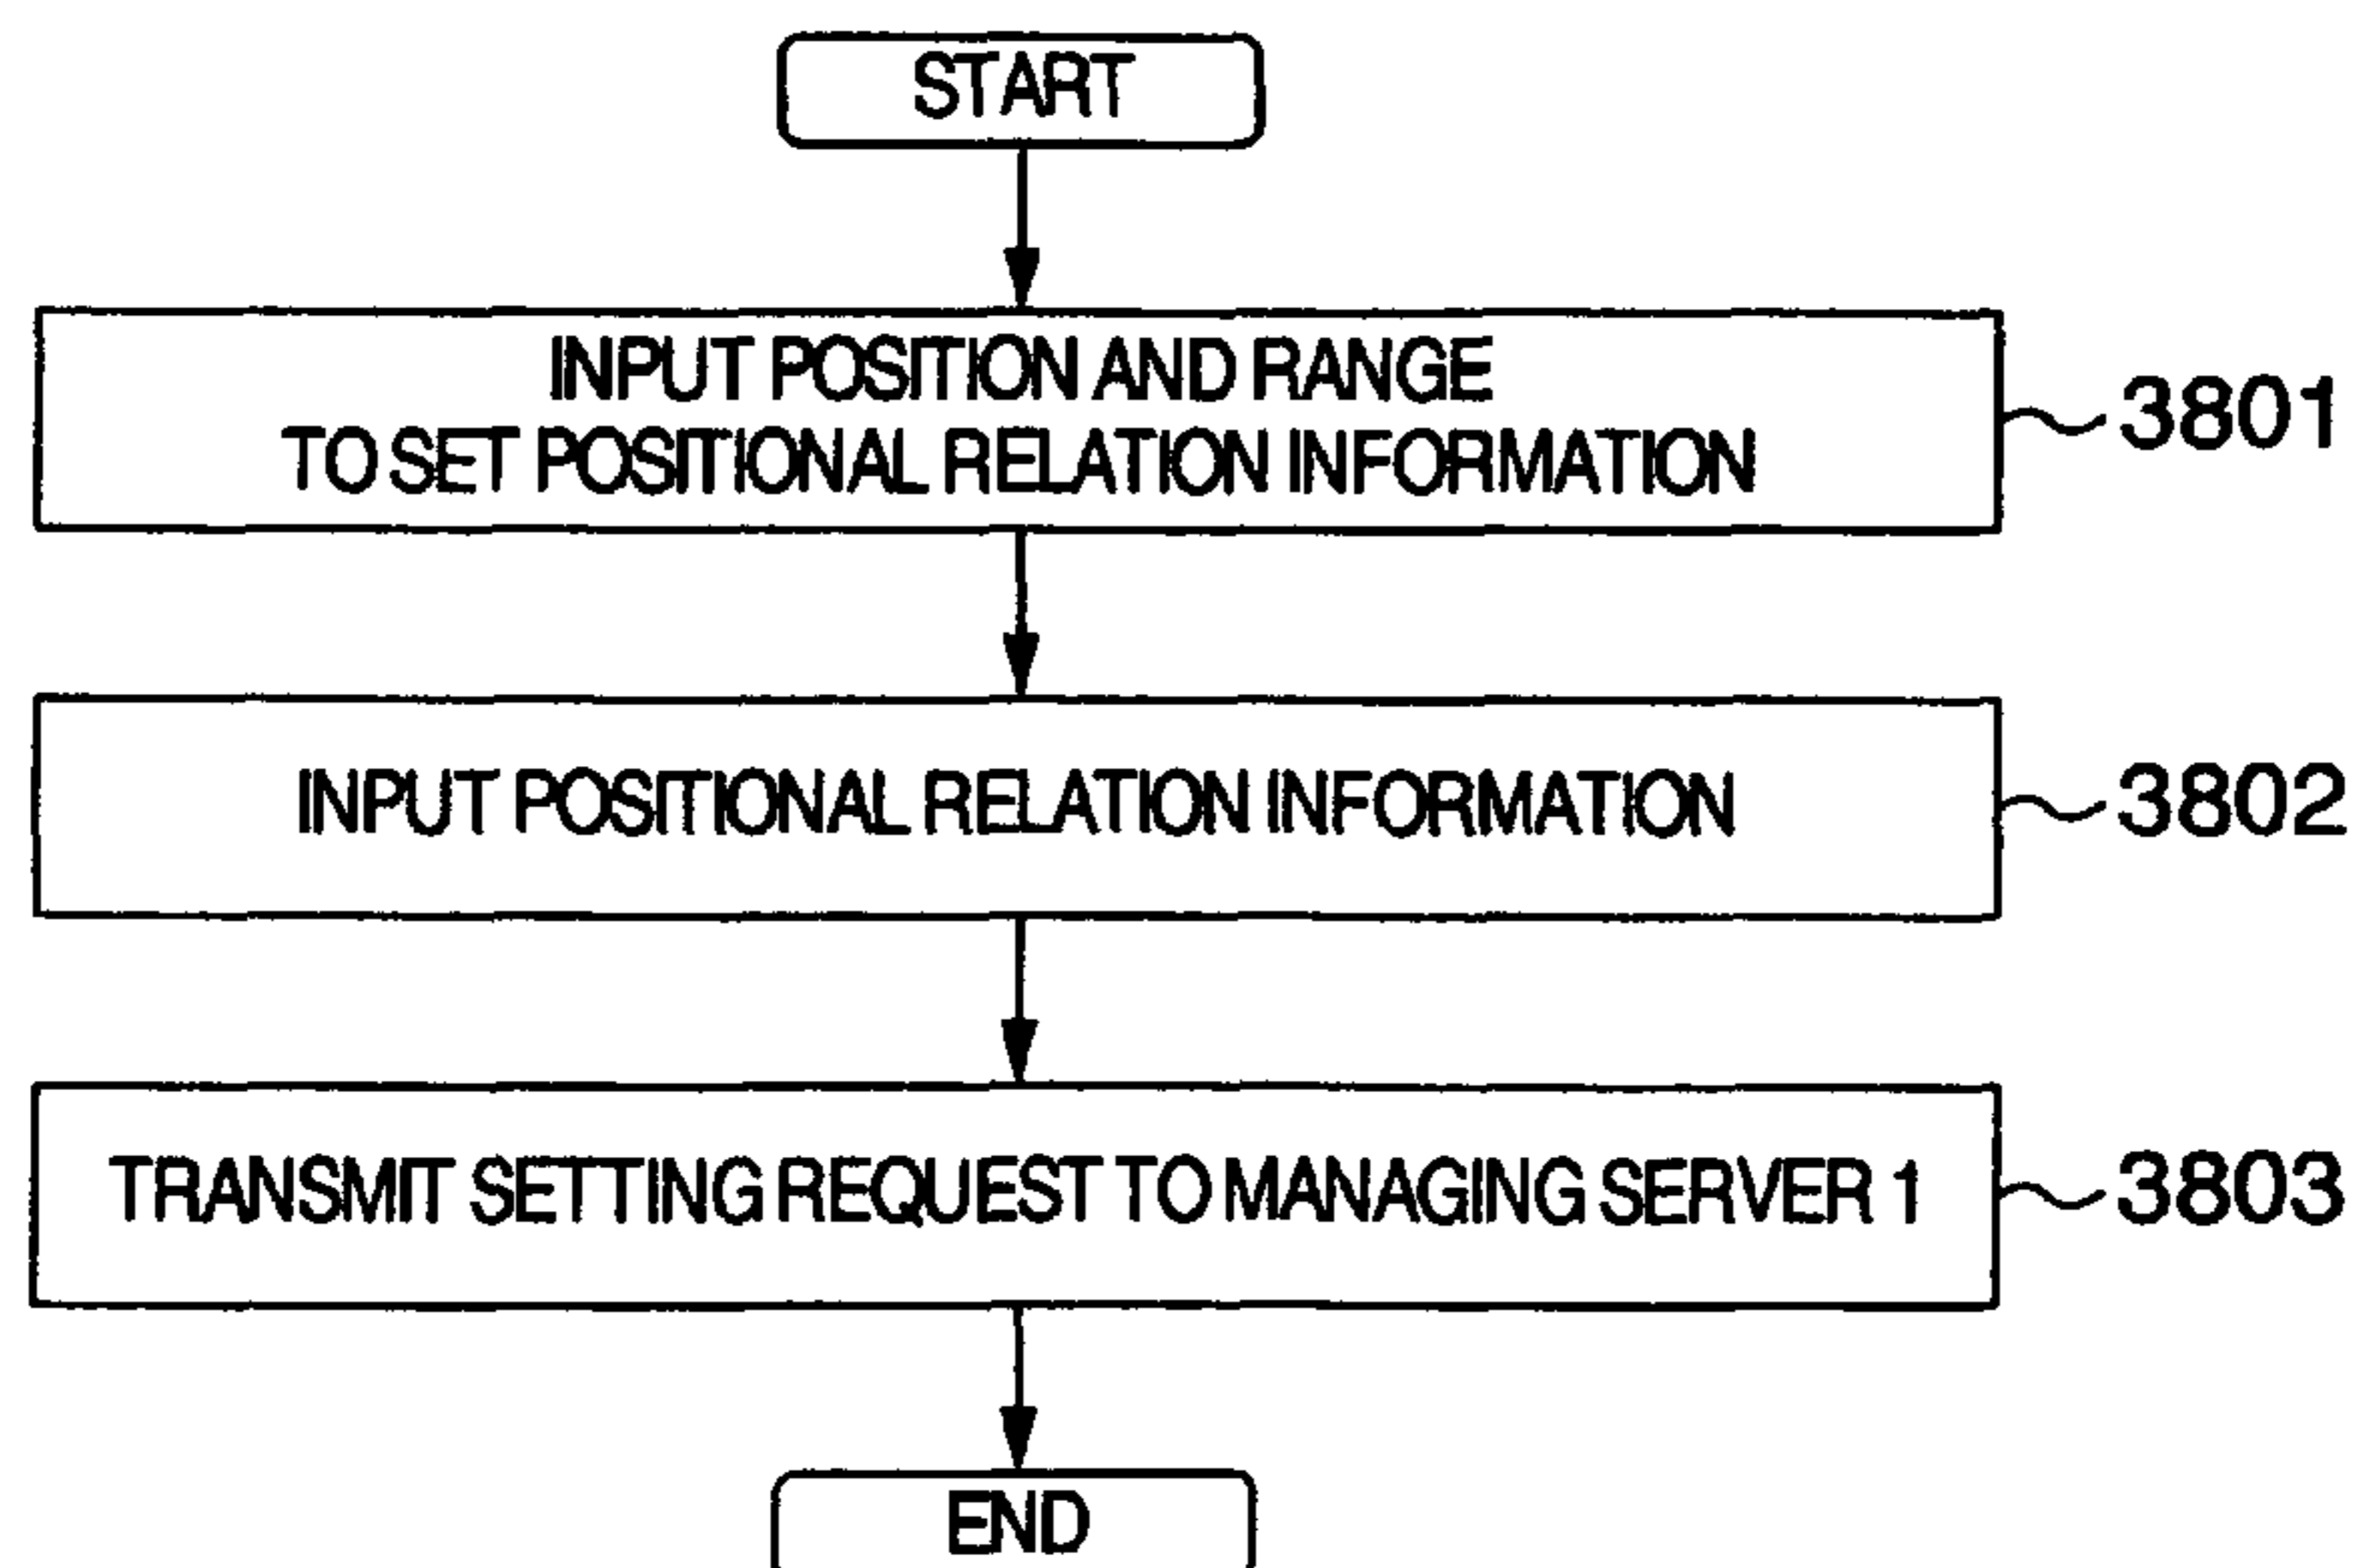 START
INPUT POSITION AND RANGE
TO SET POSITIONAL RELATION INFORMATION
3801
INPUT POSITIONAL RELATION INFORMATION
3802
TRANSMIT SETTING REQUEST TO MANAGING SERVER 1
3803
END